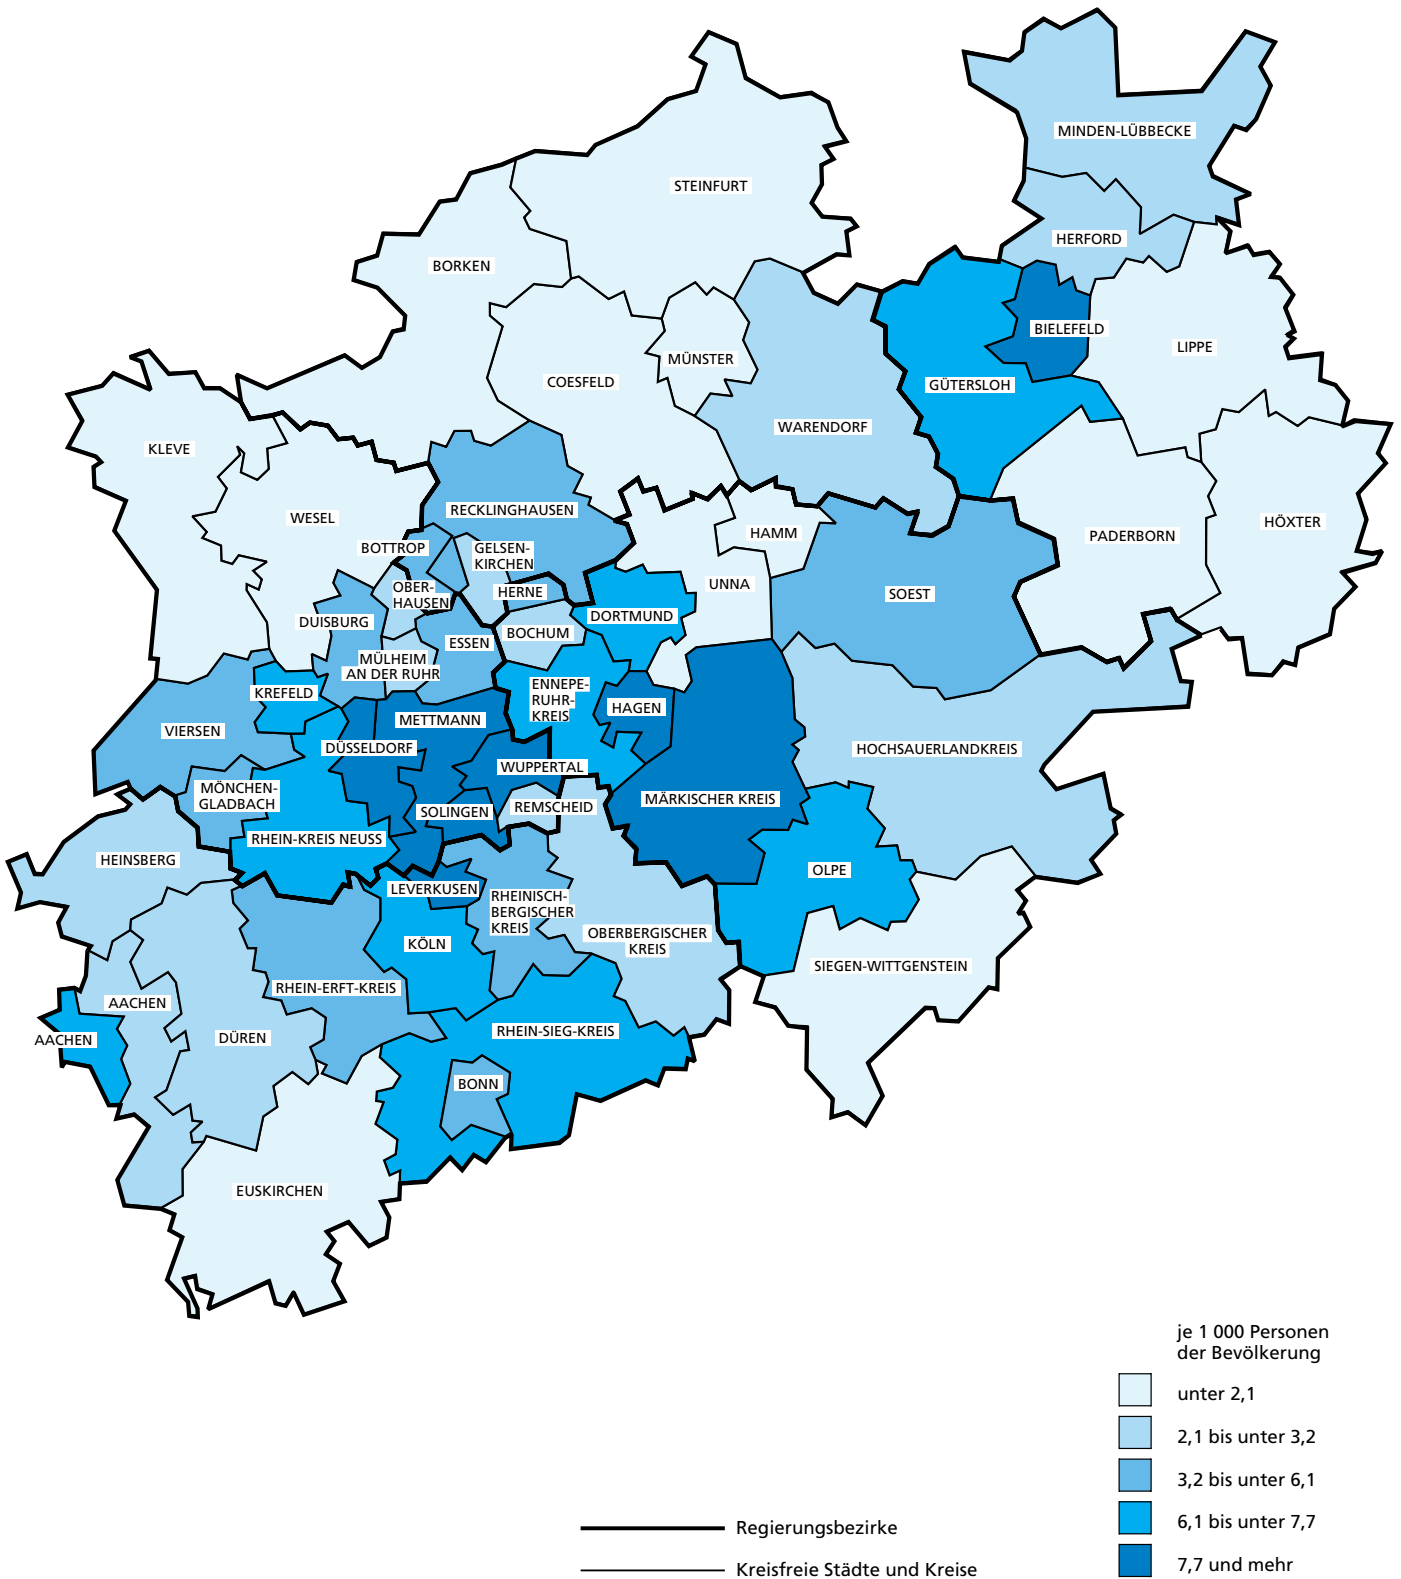 MINDEN-LÜBBECKE
STEINFURT
HERFORD
BORKEN
BIELEFELD
LIPPE
MÜNSTER
COESFELD
GÜTERSLOH
WARENDORF
KLEVE
RECKLINGHAUSEN
WESEL
HÖXTER
HAMM
PADERBORN
BOTTROP
GELSEN-
KIRCHEN
UNNA
OBER-
HAUSEN
HERNE
SOEST
DORTMUND
DUISBURG
BOCHUM
ESSEN
MÜLHEIM
AN DER RUHR
KREFELD
ENNEPE-
RUHR-
KREIS
HAGEN
METTMANN
VIERSEN
DÜSSELDORF
HOCHSAUERLANDKREIS
WUPPERTAL
MÖNCHEN-
GLADBACH
MÄRKISCHER KREIS
REMSCHEID
SOLINGEN
RHEIN-KREIS NEUSS
HEINSBERG
OLPE
LEVERKUSEN
RHEINISCH-
BERGISCHER
KREIS
OBERBERGISCHER
KREIS
KÖLN
SIEGEN-WITTGENSTEIN
RHEIN-ERFT-KREIS
AACHEN
RHEIN-SIEG-KREIS
DÜREN
AACHEN
BONN
EUSKIRCHEN
je 1 000 Personen
der Bevölkerung
unter 2,1
2,1 bis unter 3,2
3,2 bis unter 6,1
6,1 bis unter 7,7
7,7 und mehr
Regierungsbezirke
Kreisfreie Städte und Kreise